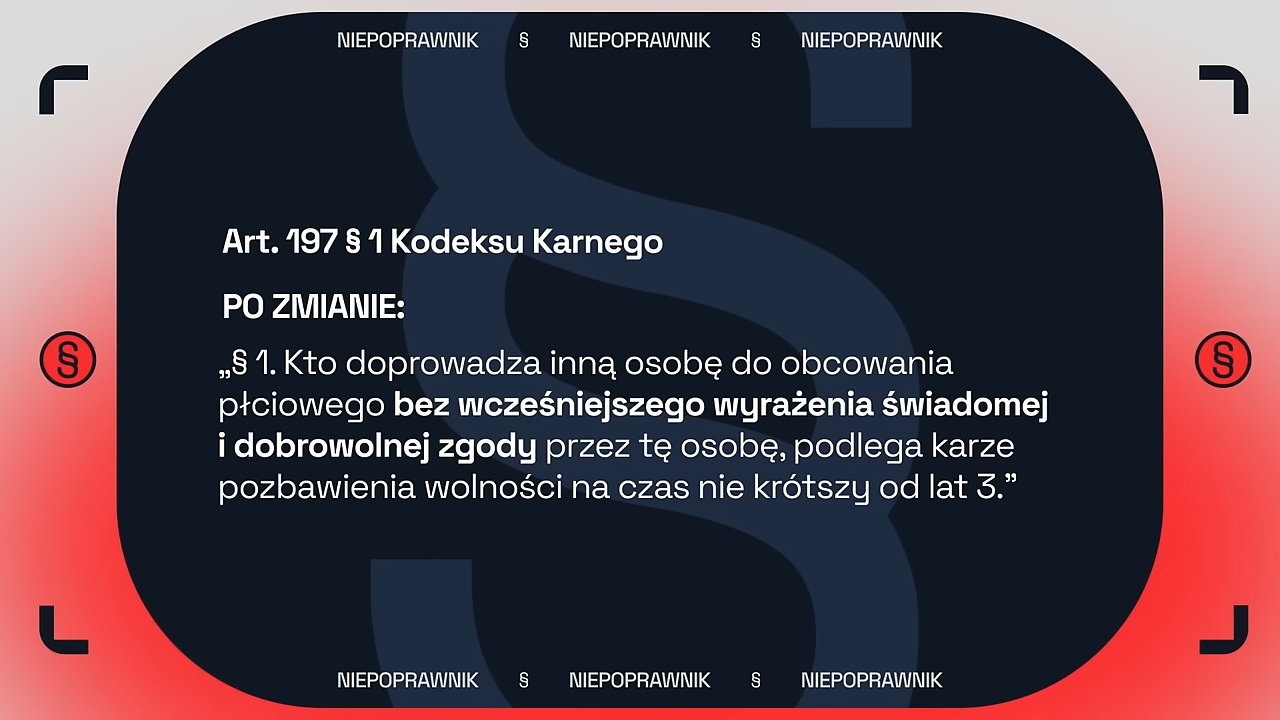 NIEPOPRAWNIK § NIEPOPRAWNIK § NIEPOPRAWNIK
Art. 197 § 1 Kodeksu Karnego
PO ZMIANIE:
„§ 1. Kto doprowadza inną osobę do obcowania
płciowego bez wcześniejszego wyrażenia świadomej
i dobrowolnej zgody przez tę osobę, podlega karze
pozbawienia wolności na czas nie krótszy od lat 3.”
§
§
§
NIEPOPRAWNIK § NIEPOPRAWNIK § NIEPOPRAWNIK